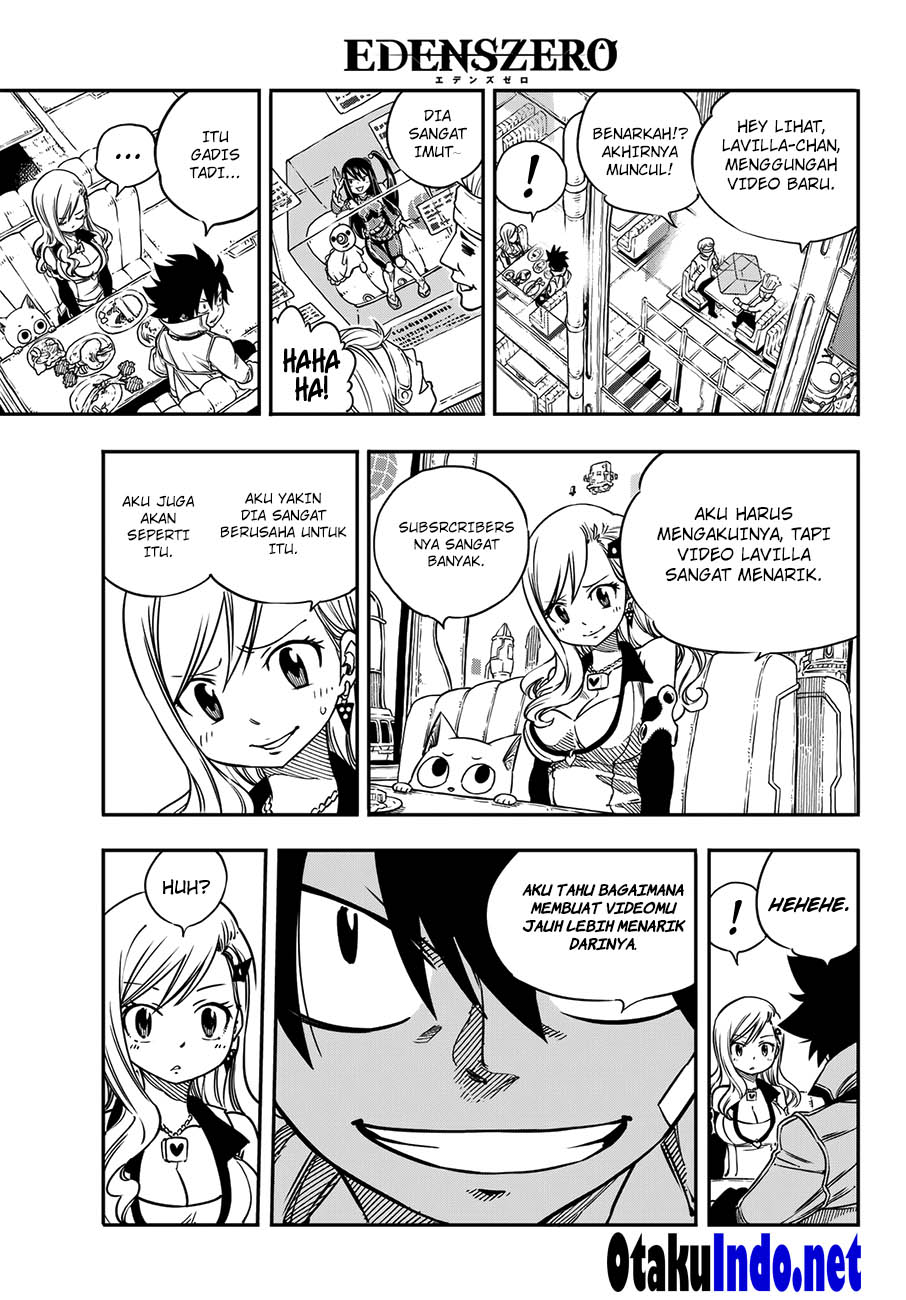 EDENSZERO
エデンズゼロ
HEY LIHAT,
LAVILLA-CHAN,
MENGGUNGAH
VIDEO BARU.
BENARKAH!?
AKHIRNYA
MUNCUL!
!
DIA
SANGAT
IMUT~
HAHA
HA!
ITU
GADIS
TADI...
...
AKU HARUS
MENGAKUINYA, TAPI
VIDEO LAVILLA
SANGAT MENARIK.
SUBSRCRIBERS
NYA SANGAT
BANYAK.
AKU YAKIN
DIA SANGAT
BERUSAHA UNTUK
ITU.
AKU JUGA
AKAN
SEPERTI
ITU.
HEHEHE.
!
AKU TAHU BAGAIMANA
MEMBUAT VIDEOMU
JAUH LEBIH MENARIK
DARINYA.
HUH?
OtakuIndo.net